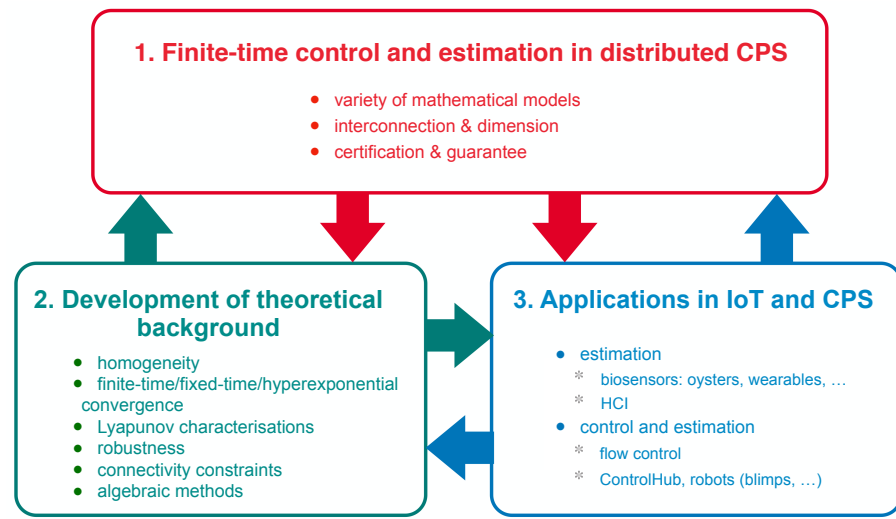 1. Finite-time control and estimation in distributed CPS
• variety of mathematical models
• interconnection & dimension
• certification & guarantee
2. Development of theoretical
background
• homogeneity
• finite-time/fixed-time/hyperexponential
convergence
• Lyapunov characterisations
• robustness
• connectivity constraints
• algebraic methods
3. Applications in IoT and CPS
• estimation
* biosensors: oysters, wearables, …
* HCI
• control and estimation
* flow control
* ControlHub, robots (blimps, …)